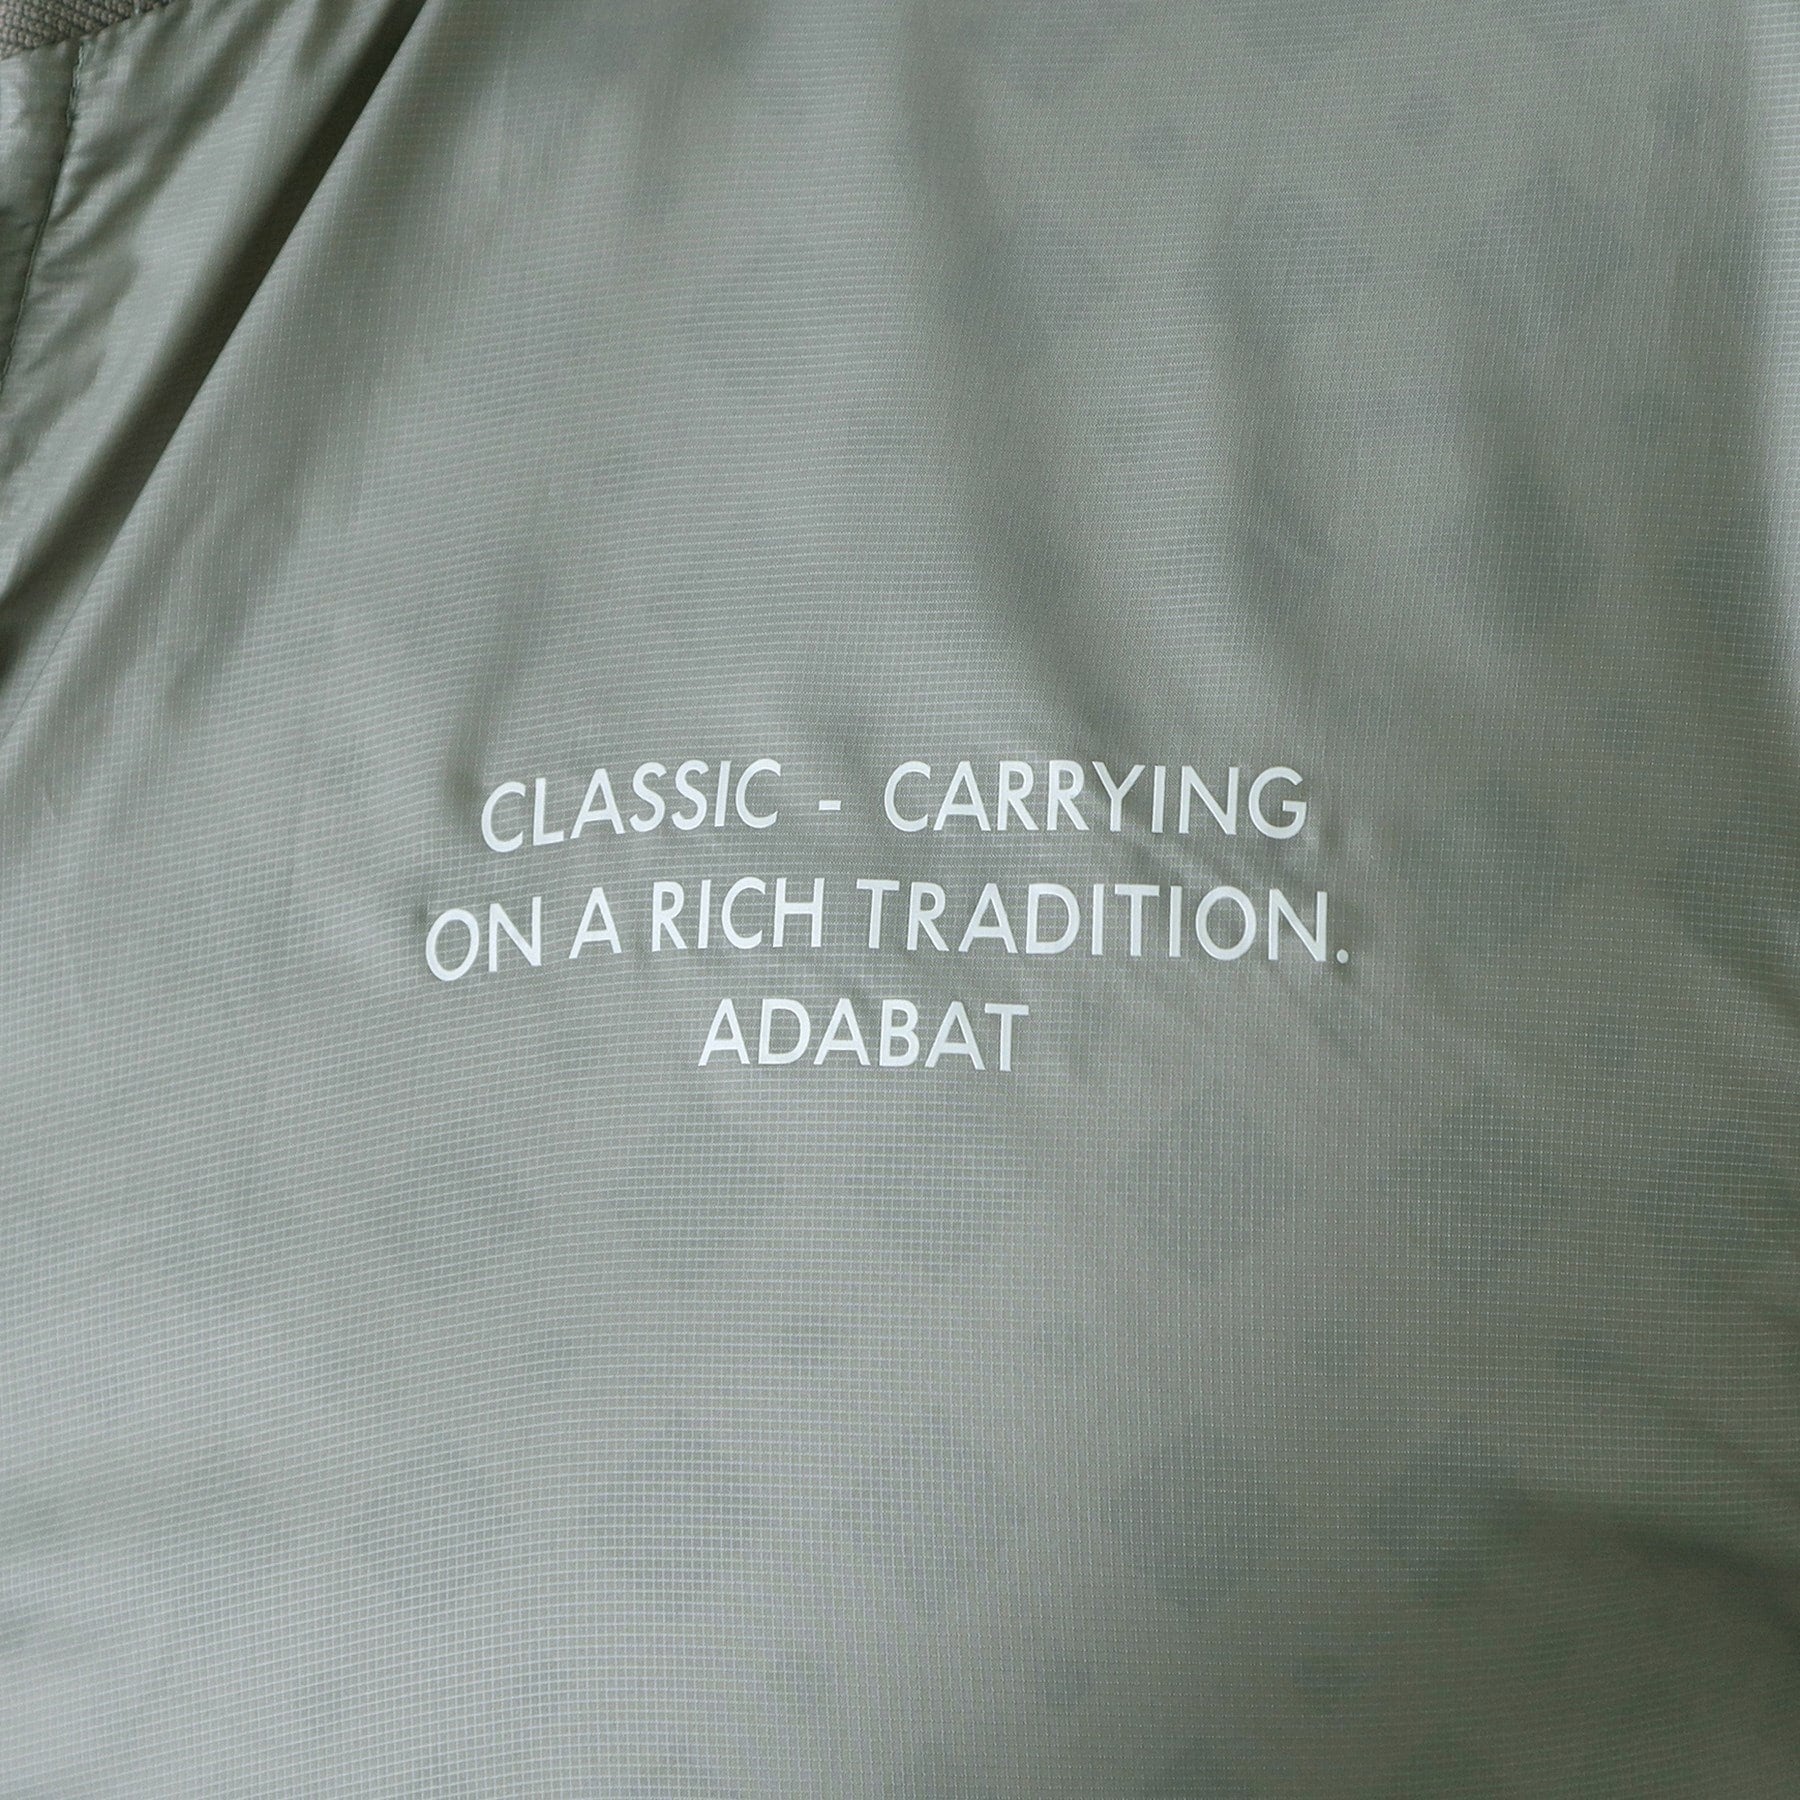 CLASSIC - CARRYING
ON A RICH TRADITION.
ADABAT